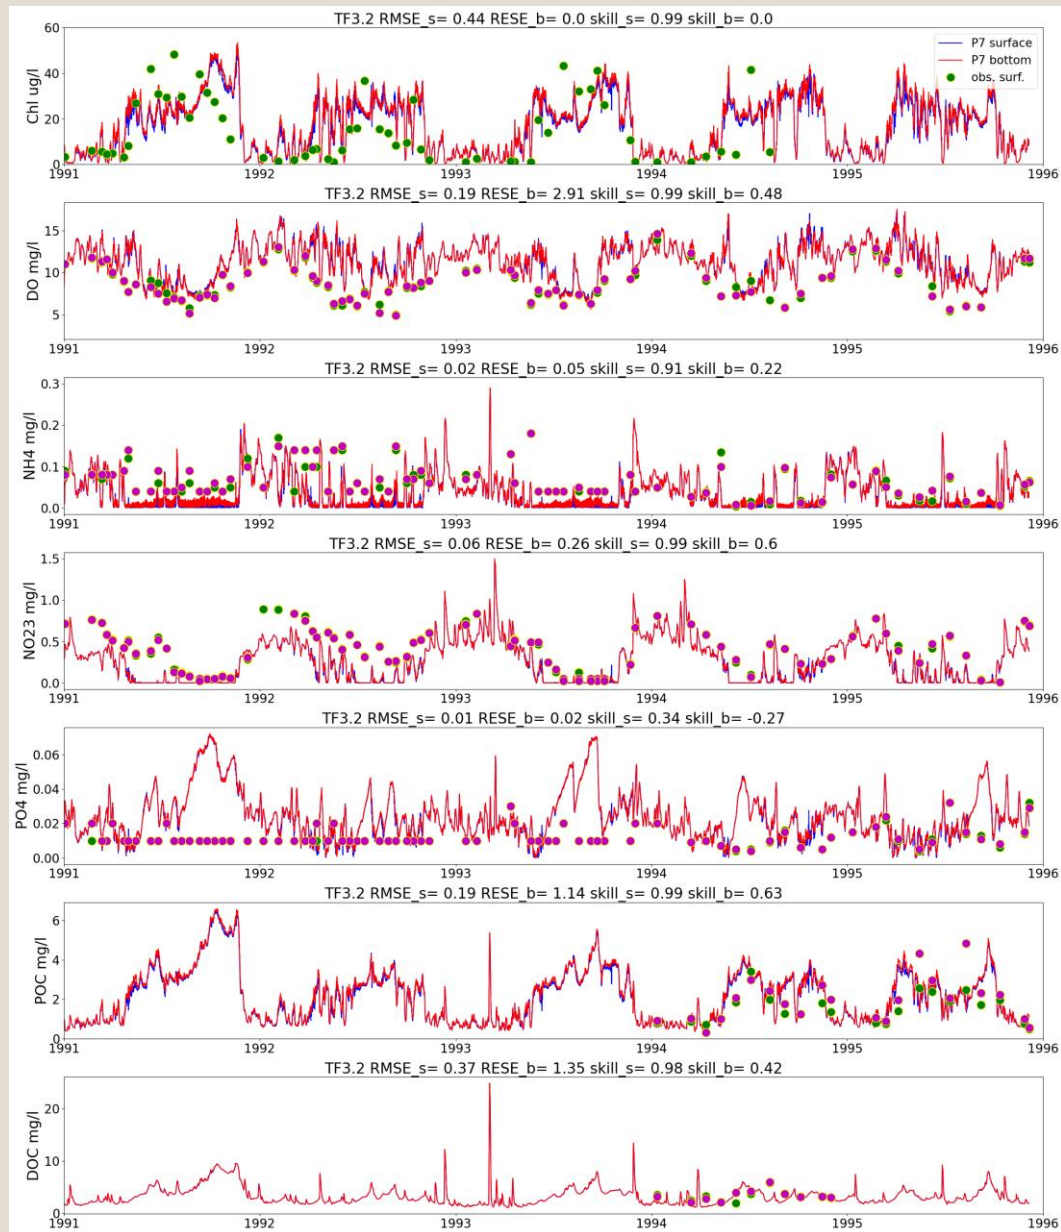 TF3.2 RMSE_s= 0.44 RESE_b= 0.0 skill_s= 0.99 skill_b= 0.0
Chl ug/l
60
40
20
0
P7 surface
P7 bottom
obs. surf.
1991 1992 1993 1994 1995 1996
TF3.2 RMSE_s= 0.19 RESE_b= 2.91 skill_s= 0.99 skill_b= 0.48
DO mg/l
15
10
5
1991 1992 1993 1994 1995 1996
TF3.2 RMSE_s= 0.02 RESE_b= 0.05 skill_s= 0.91 skill_b= 0.22
NH4 mg/l
0.3
0.2
0.1
0.0
1991 1992 1993 1994 1995 1996
TF3.2 RMSE_s= 0.06 RESE_b= 0.26 skill_s= 0.99 skill_b= 0.6
NO23 mg/l
1.5
1.0
0.5
0.0
1991 1992 1993 1994 1995 1996
TF3.2 RMSE_s= 0.01 RESE_b= 0.02 skill_s= 0.34 skill_b= -0.27
PO4 mg/l
0.06
0.04
0.02
0.00
1991 1992 1993 1994 1995 1996
TF3.2 RMSE_s= 0.19 RESE_b= 1.14 skill_s= 0.99 skill_b= 0.63
POC mg/l
6
4
2
0
1991 1992 1993 1994 1995 1996
TF3.2 RMSE_s= 0.37 RESE_b= 1.35 skill_s= 0.98 skill_b= 0.42
DOC mg/l
20
10
0
1991 1992 1993 1994 1995 1996